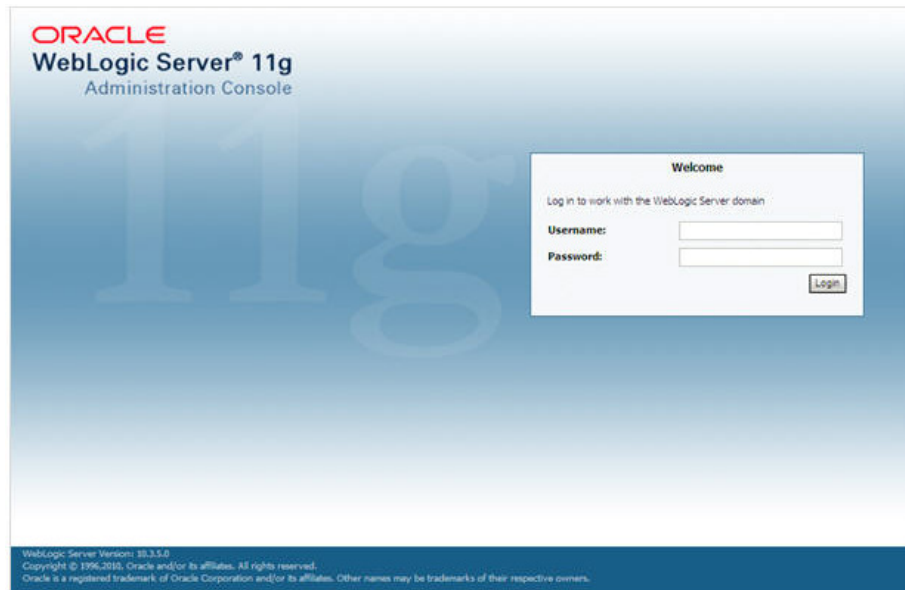 ORACLE
WebLogic Server® 11g
Administration Console
11g
Welcome
Log in to work with the WebLogic Server domain
Username:
Password:
Login
WebLogic Server Version: 10.3.5.0
Copyright © 1996,2010, Oracle and/or its affiliates. All rights reserved.
Oracle is a registered trademark of Oracle Corporation and/or its affiliates. Other names may be trademarks of their respective owners.